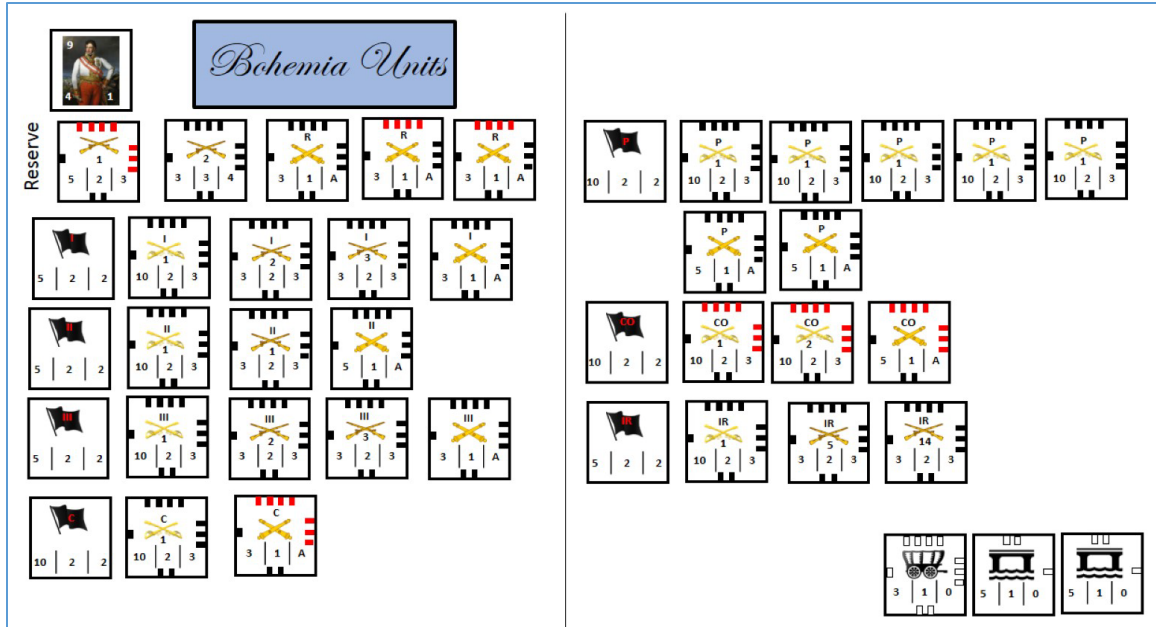 Bohemia Units
9
4 1
Reserve
1
5 2 3
2
3 3 4
R
3 1 A
R
3 1 A
R
3 1 A
I
5 2 2
I
1
10 2 3
I
2
3 2 3
I
3
3 2 3
I
3 1 A
II
5 2 2
II
1
10 2 3
II
1
3 2 3
II
5 1 A
III
5 2 2
III
1
10 2 3
III
2
3 2 3
III
3
3 2 3
III
3 1 A
C
10 2 2
C
1
10 2 3
C
3 1 A
P
10 2 2
P
1
10 2 3
P
1
10 2 3
P
1
10 2 3
P
1
10 2 3
P
1
10 2 3
P
5 1 A
P
5 1 A
CO
10 2 2
CO
1
10 2 3
CO
2
10 2 3
CO
5 1 A
IR
5 2 2
IR
1
10 2 3
IR
5
3 2 3
IR
14
3 2 3
3 1 0
5 1 0
5 1 0